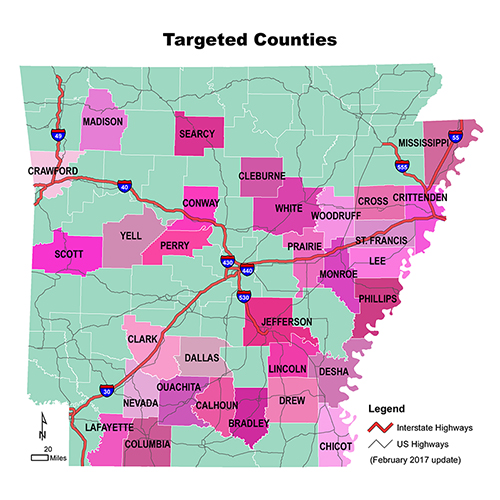 Targeted Counties
MADISON
SEARCY
MISSISSIPPI
55
49
555
CRAWFORD
CLEBURNE
40
CONWAY
WHITE
WOODRUFF
CROSS
CRITTENDEN
YELL
PERRY
PRAIRIE
ST. FRANCIS
SCOTT
430
440
MONROE
LEE
530
PHILLIPS
JEFFERSON
CLARK
DALLAS
LINCOLN
DESHA
30
NEVADA
OUACHITA
CALHOUN
DREW
BRADLEY
LAFAYETTE
COLUMBIA
CHICOT
N
20
Miles
Legend
Interstate Highways
US Highways
(February 2017 update)